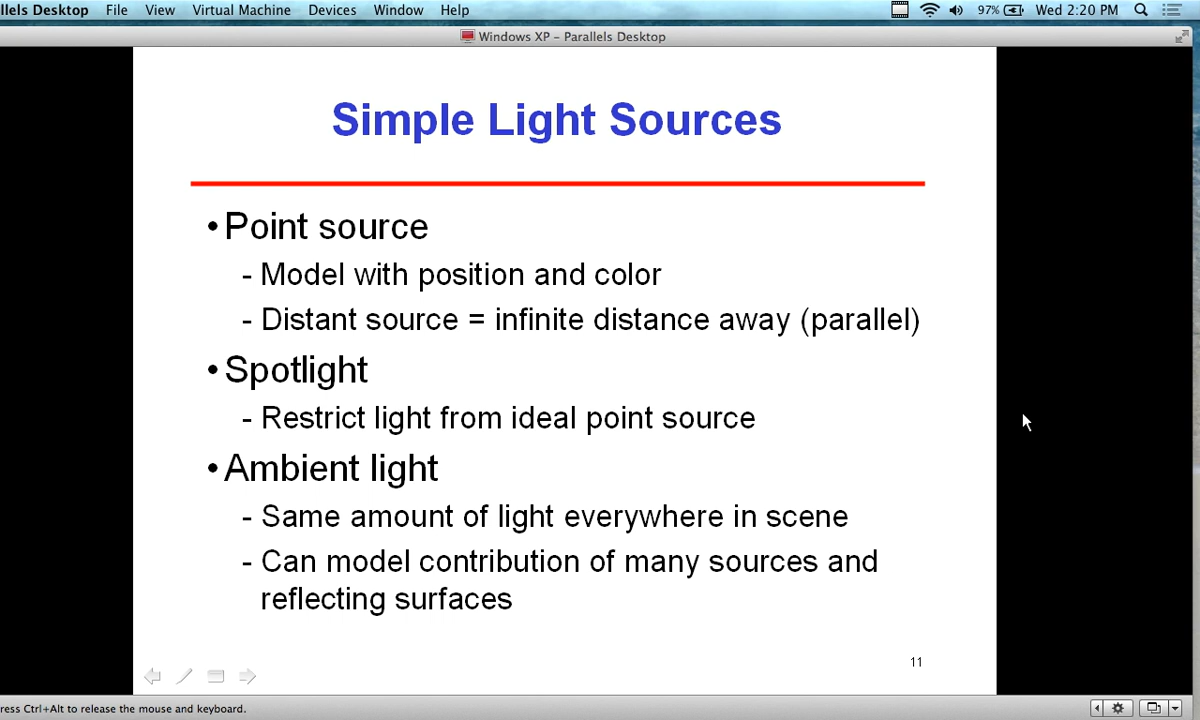 llels Desktop File View Virtual Machine Devices Window Help 97% Wed 2:20 PM
Windows XP - Parallels Desktop
Simple Light Sources
•Point source
- Model with position and color
- Distant source = infinite distance away (parallel)
•Spotlight
- Restrict light from ideal point source
•Ambient light
- Same amount of light everywhere in scene
- Can model contribution of many sources and
reflecting surfaces
11
ress Ctrl+Alt to release the mouse and keyboard.